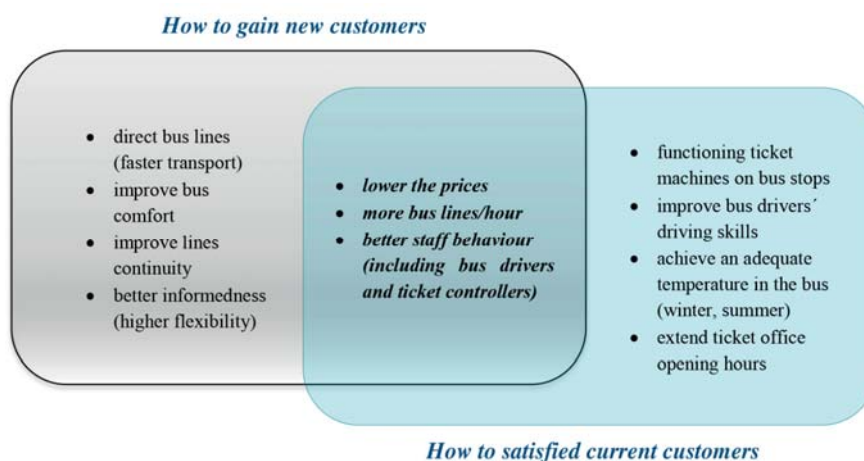 How to gain new customers
• direct bus lines
(faster transport)
• improve bus
comfort
• improve lines
continuity
• better informedness
(higher flexibility)
• lower the prices
• more bus lines/hour
• better staff behaviour
(including bus drivers
and ticket controllers)
• functioning ticket
machines on bus stops
• improve bus drivers´
driving skills
• achieve an adequate
temperature in the bus
(winter, summer)
• extend ticket office
opening hours
How to satisfied current customers